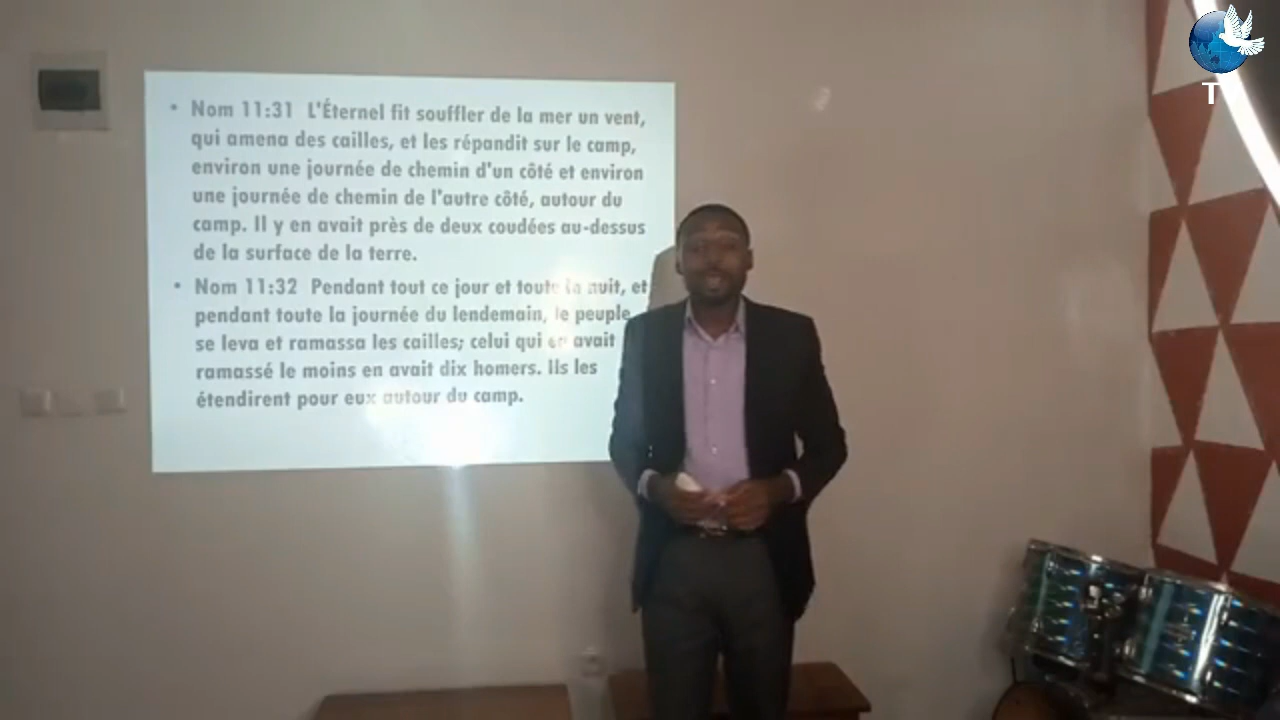 • Nom 11:31 L'Éternel fit souffler de la mer un vent,
qui amena des cailles, et les répandit sur le camp,
environ une journée de chemin d'un côté et environ
une journée de chemin de l'autre côté, autour du
camp. Il y en avait près de deux coudées au-dessus
de la surface de la terre.
• Nom 11:32 Pendant tout ce jour et toute la nuit, et
pendant toute la journée du lendemain, le peuple
se leva et ramassa les cailles; celui qui en avait
ramassé le moins en avait dix homers. Ils les
étendirent pour eux autour du camp.